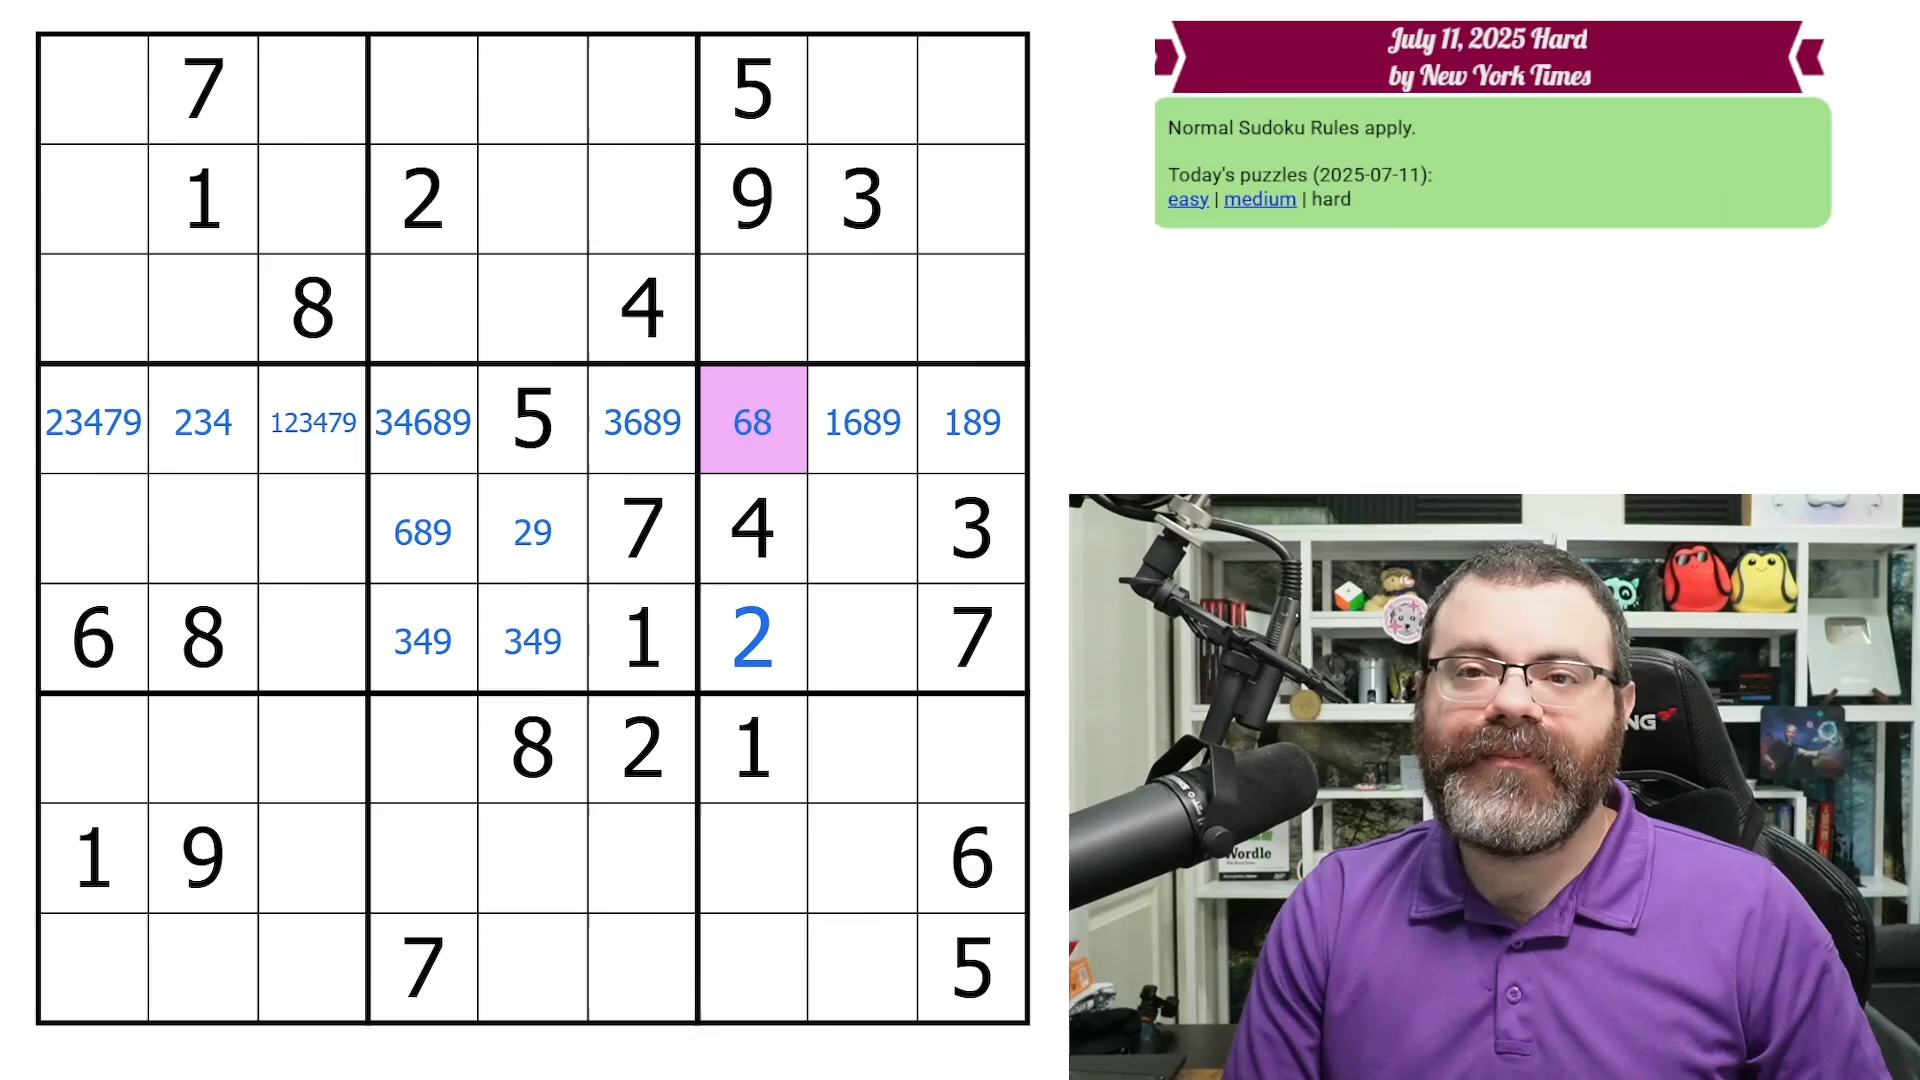 July 11, 2025 Hard
by New York Times
Normal Sudoku Rules apply.
Today's puzzles (2025-07-11):
easy | medium | hard
7 5
1 2 9 3
8 4
23479 234 123479 34689 5 3689 68 1689 189
689 29 7 4 3
6 8 349 349 1 2 7
8 2 1
1 9 6
7 5
NG
Wordle